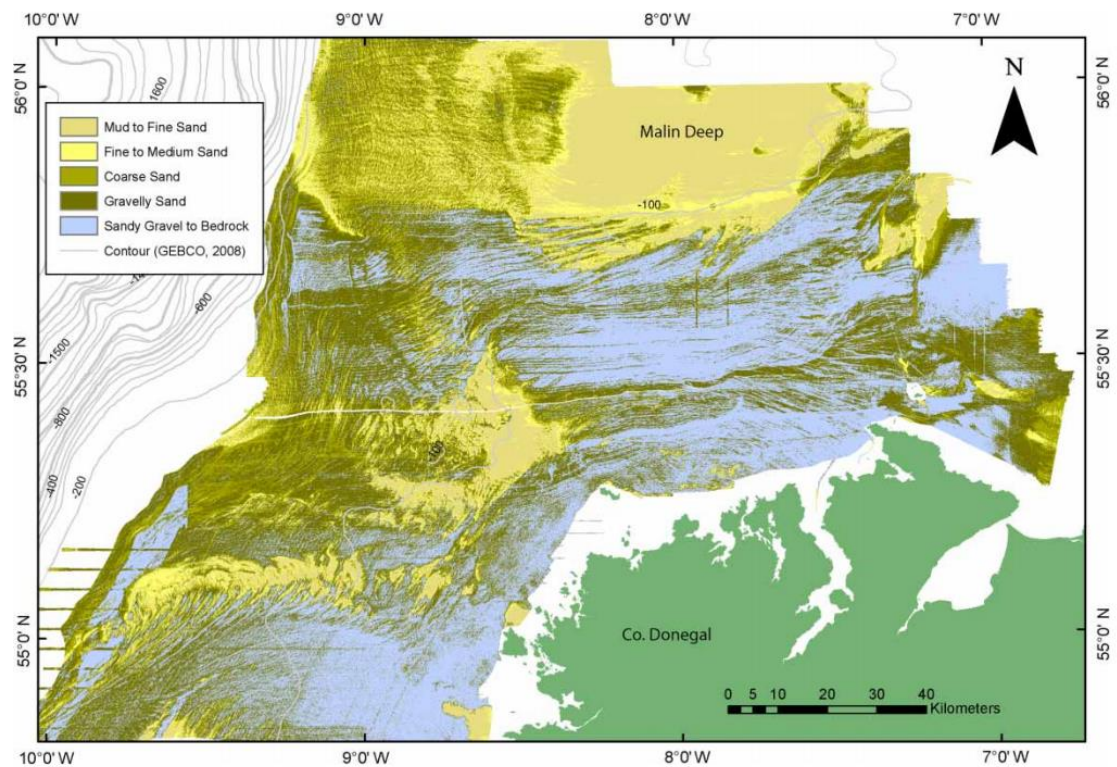 10°0' W 9°0' W 8°0' W 7°0' W
56°0' N
56°0' N
1600
N
Mud to Fine Sand
Fine to Medium Sand
Coarse Sand
Gravelly Sand
Sandy Gravel to Bedrock
Contour (GEBCO, 2008)
Malin Deep
-100
-600
-1500
55°30' N
55°30' N
-800
-400
-200
55°0' N
55°0' N
Co. Donegal
0 5 10 20 30 40
Kilometers
10°0' W 9°0' W 8°0' W 7°0' W